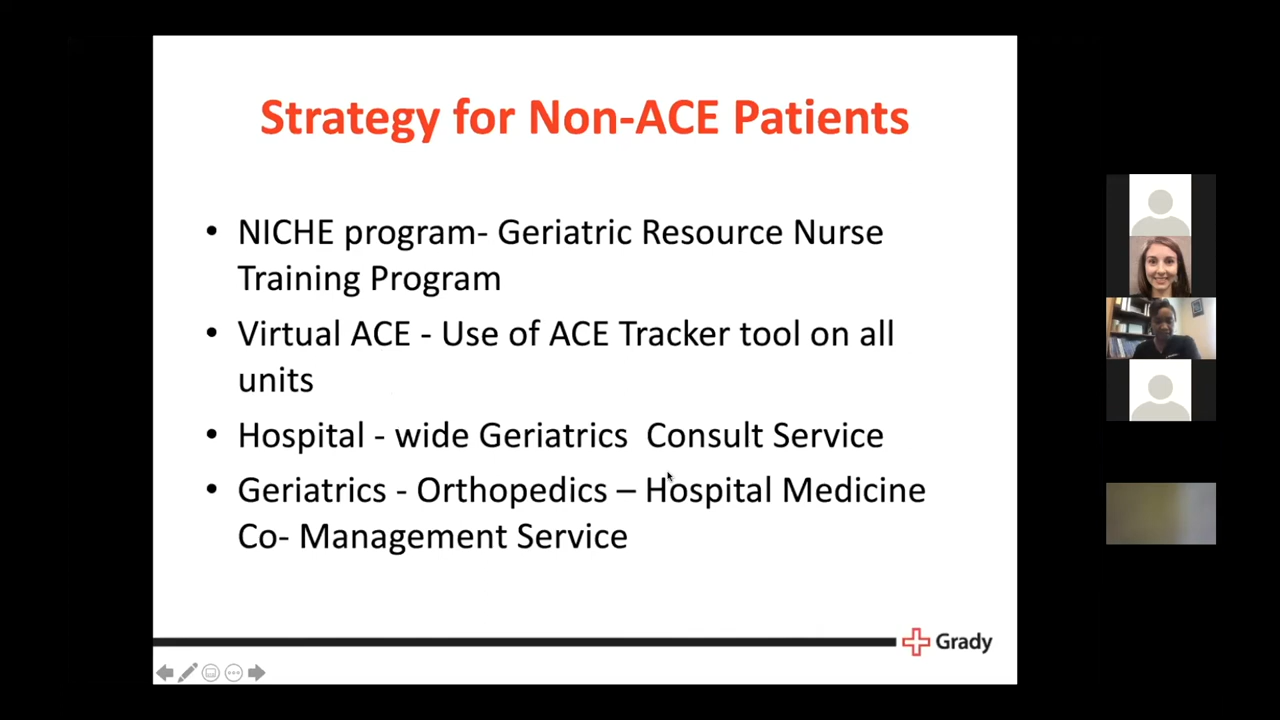 Strategy for Non-ACE Patients
• NICHE program- Geriatric Resource Nurse
Training Program
• Virtual ACE - Use of ACE Tracker tool on all
units
• Hospital - wide Geriatrics  Consult Service
• Geriatrics - Orthopedics – Hospital Medicine
Co- Management Service
Grady